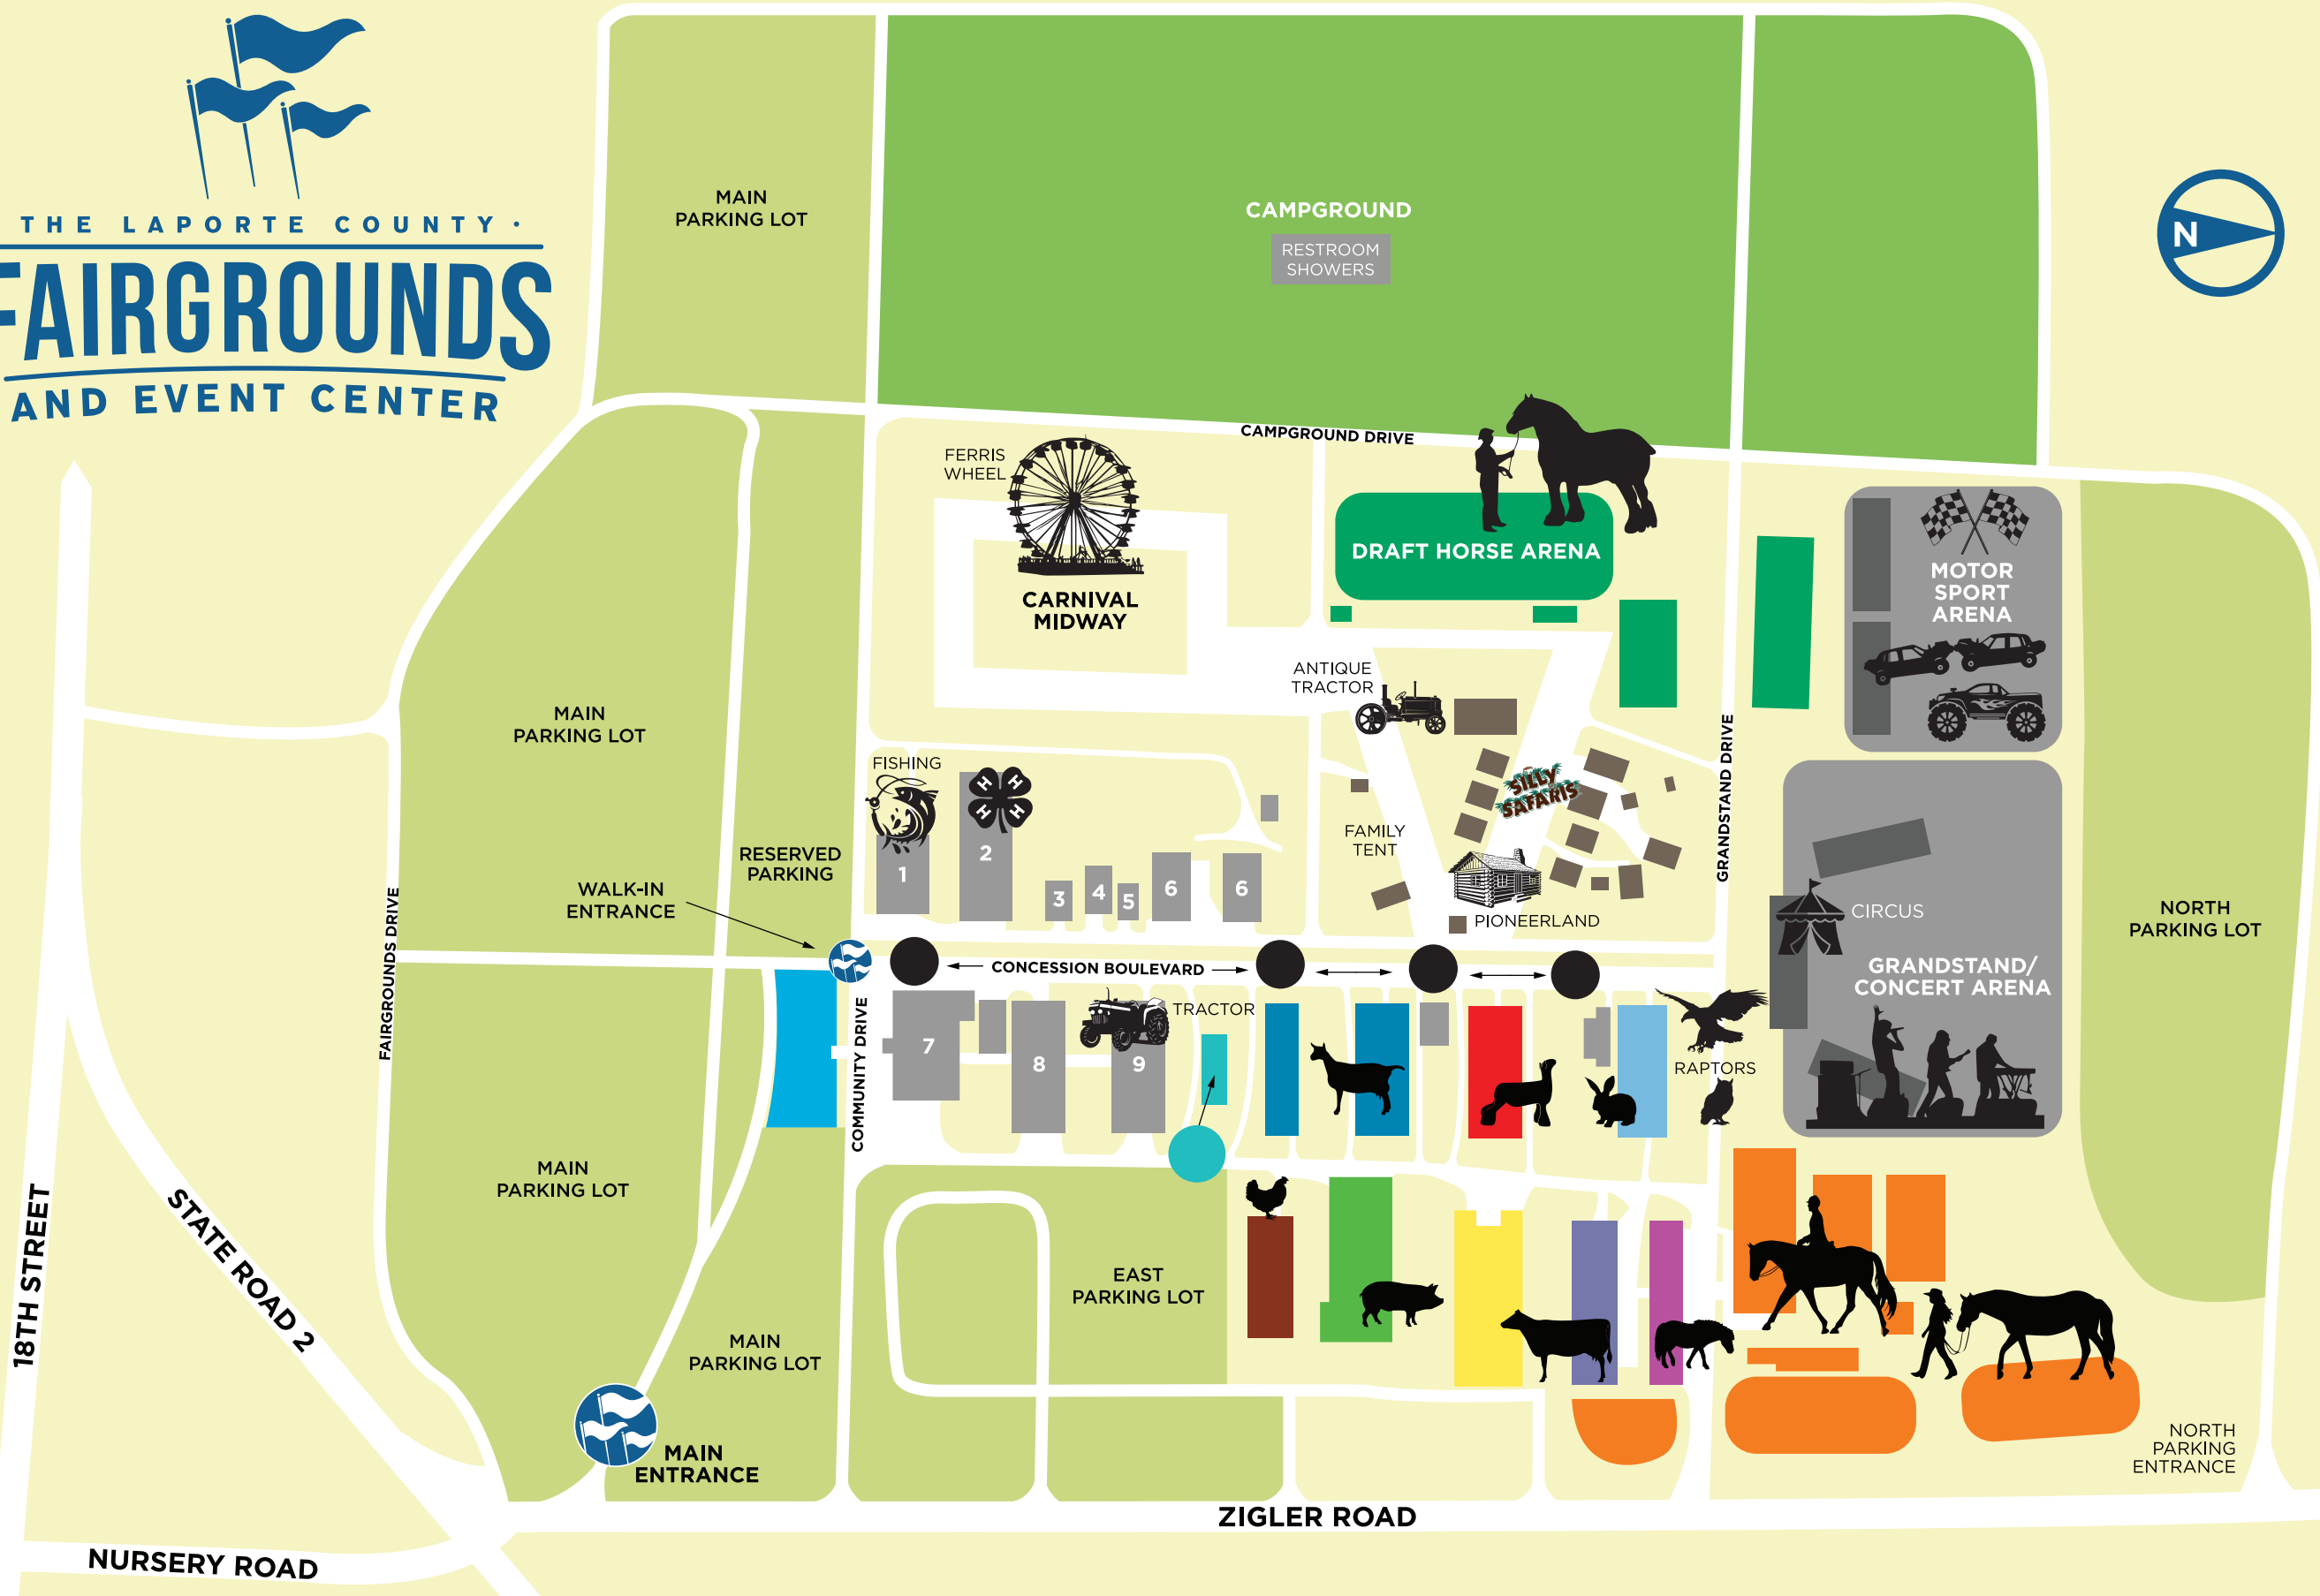 THE LAPORTE COUNTY •
FAIRGROUNDS
AND EVENT CENTER
MAIN
PARKING LOT
CAMPGROUND
RESTROOM
SHOWERS
N
CAMPGROUND DRIVE
FERRIS
WHEEL
CARNIVAL
MIDWAY
DRAFT HORSE ARENA
MOTOR
SPORT
ARENA
ANTIQUE
TRACTOR
MAIN
PARKING LOT
FISHING
H H
H H
SILLY
SAFARIS
GRANDSTAND DRIVE
RESERVED
PARKING
1
2
3
4
5
6
6
FAMILY
TENT
PIONEERLAND
WALK-IN
ENTRANCE
CIRCUS
NORTH
PARKING LOT
FAIRGROUNDS DRIVE
CONCESSION BOULEVARD
GRANDSTAND/
CONCERT ARENA
COMMUNITY DRIVE
TRACTOR
7
8
9
RAPTORS
MAIN
PARKING LOT
18TH STREET
STATE ROAD 2
EAST
PARKING LOT
MAIN
PARKING LOT
MAIN
ENTRANCE
NORTH
PARKING
ENTRANCE
ZIGLER ROAD
NURSERY ROAD